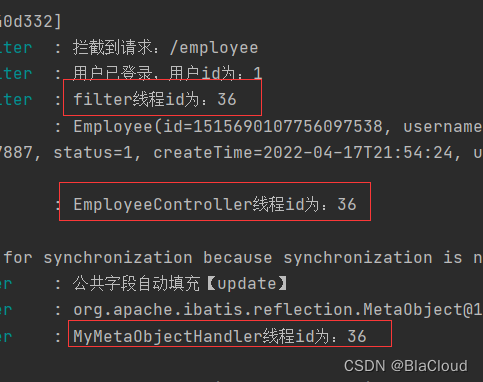 40d332]
lter : 拦截到请求：/employee
lter : 用户已登录，用户id为：1
lter : filter线程id为：36
: Employee(id=1515690107756097538, username
7887, status=1, createTime=2022-04-17T21:54:24, u
: EmployeeController线程id为：36
for synchronization because synchronization is n
er : 公共字段自动填充【update】
er : org.apache.ibatis.reflection.MetaObject@1
er : MyMetaObjectHandler线程id为：36
CSDN @BlaCloud